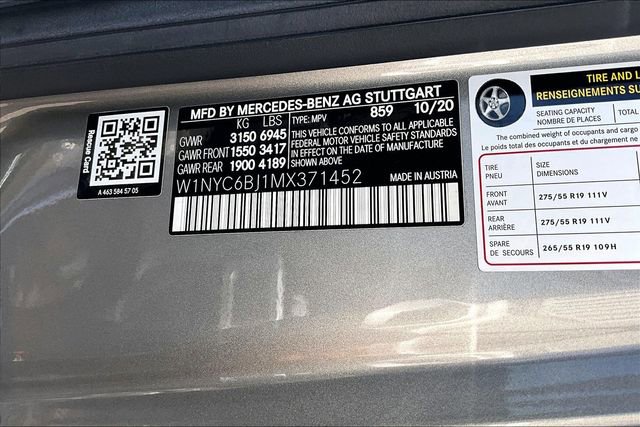 Rescue Card
A 463 584 57 05
MFD BY MERCEDES-BENZ AG STUTTGART
KG LBS TYPE: MPV 859 10/20
GVWR 3150 6945
GAWR FRONT 1550 3417
GAWR REAR 1900 4189
THIS VEHICLE CONFORMS TO ALL APPLICABLE
FEDERAL MOTOR VEHICLE SAFETY STANDARDS
IN EFFECT ON THE DATE OF MANUFACTURE
SHOWN ABOVE
W1NYC6BJ1MX371452 MADE IN AUSTRIA
TIRE AND L
RENSEIGNEMENTS SU
SEATING CAPACITY TOTAL
NOMBRE DE PLACES
The combined weight of occupants and cargo
Le poids total des occupants et du chargement
TIRE SIZE
PNEU DIMENSIONS
FRONT
AVANT 275/55 R19 111V
REAR
ARRIÈRE 275/55 R19 111V
SPARE
DE SECOURS 265/55 R19 109H